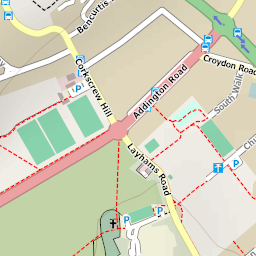 Bencurtis
Corkscrew Hill
Addington Road
Croydon Road
South Walk
Layhams Road
P
P
P
P